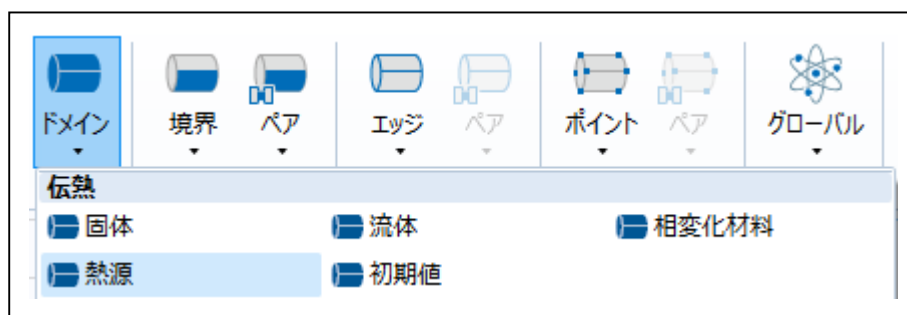 ドメイン 境界 ペア エッジ ペア ポイント ペア グローバル
伝熱
固体 流体 相変化材料
熱源 初期値